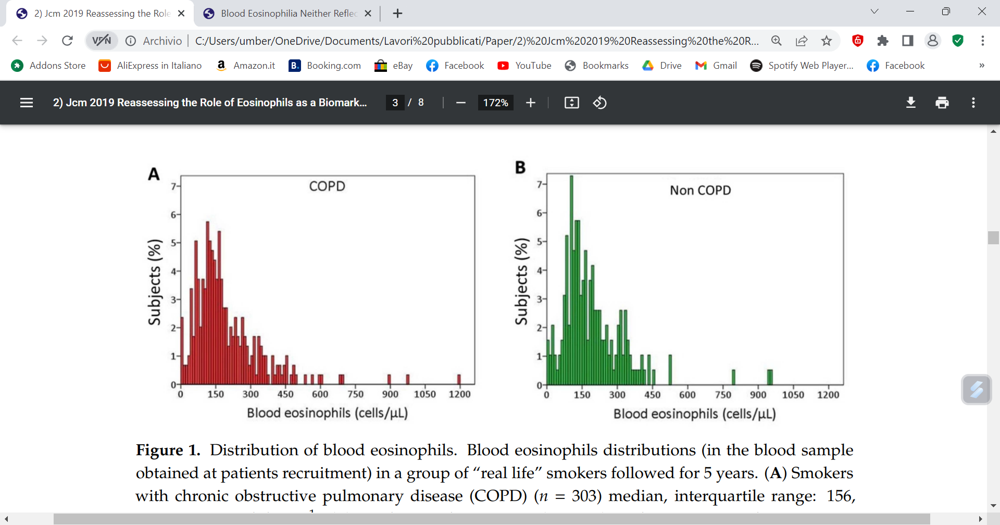 2) Jcm 2019 Reassessing the Role
Blood Eosinophilia Neither Reflec
VPN
Archivio
C:/Users/umber/OneDrive/Documents/Lavori%20pubblicati/Paper/2)%20Jcm%202019%20Reassessing%20the%20R...
Addons Store
AliExpress in Italiano
Amazon.it
Booking.com
eBay
Facebook
YouTube
Bookmarks
Drive
Gmail
Spotify Web Player...
Facebook
»
2) Jcm 2019 Reassessing the Role of Eosinophils as a Biomark...
3 / 8
172%
A
COPD
7
6
5
4
3
2
1
0
Subjects (%)
0 150 300 450 600 750 900 1050 1200
Blood eosinophils (cells/µL)
B
Non COPD
7
6
5
4
3
2
1
0
Subjects (%)
0 150 300 450 600 750 900 1050 1200
Blood eosinophils (cells/µL)
Figure 1. Distribution of blood eosinophils. Blood eosinophils distributions (in the blood sample
obtained at patients recruitment) in a group of “real life” smokers followed for 5 years. (A) Smokers
with chronic obstructive pulmonary disease (COPD) (n = 303) median, interquartile range: 156,